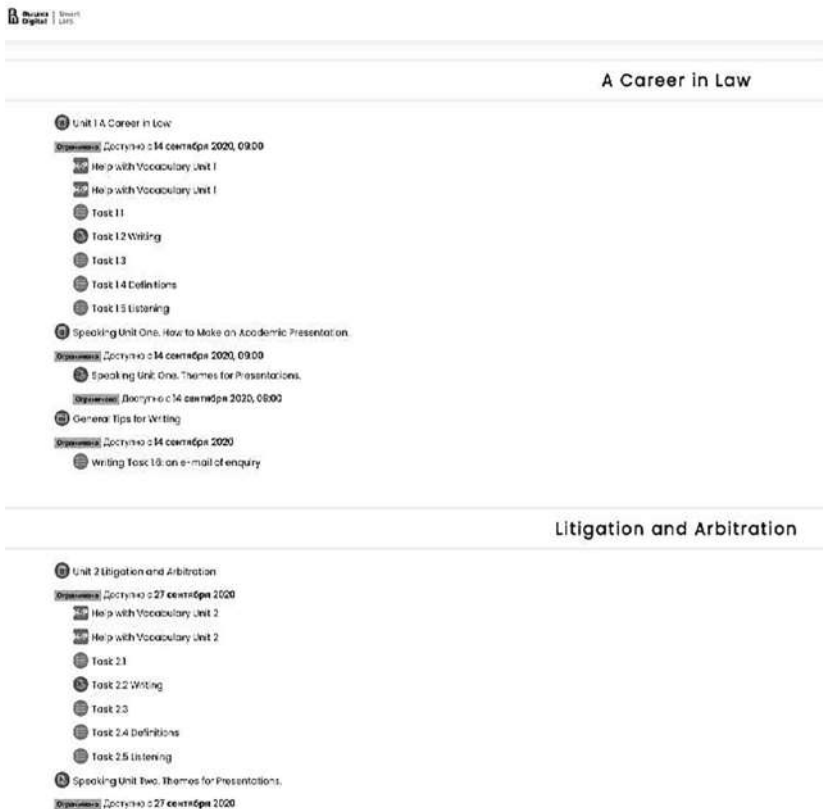 Digital | Labs
A Career in Law
Unit 1 A Career in Law
Ограничено Доступно с 14 сентября 2020, 09:00
Help with Vocabulary Unit 1
Help with Vocabulary Unit 1
Task 1.1
Task 1.2 Writing
Task 1.3
Task 1.4 Definitions
Task 1.5 Listening
Speaking Unit One. How to Make an Academic Presentation.
Ограничено Доступно с 14 сентября 2020, 09:00
Speaking Unit One. Themes for Presentations.
Ограничено Доступно с 14 сентября 2020, 09:00
General Tips for Writing
Ограничено Доступно с 14 сентября 2020
Writing Task 1.6: an e-mail of enquiry
Litigation and Arbitration
Unit 2 Litigation and Arbitration
Ограничено Доступно с 27 сентября 2020
Help with Vocabulary Unit 2
Help with Vocabulary Unit 2
Task 2.1
Task 2.2 Writing
Task 2.3
Task 2.4 Definitions
Task 2.5 Listening
Speaking Unit Two. Themes for Presentations.
Ограничено Доступно с 27 сентября 2020